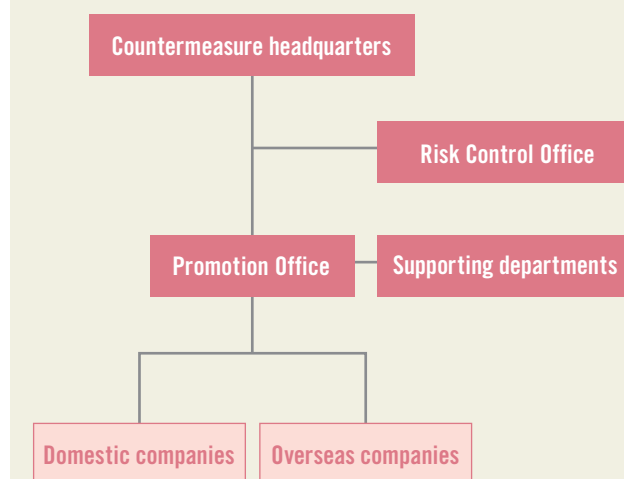 Countermeasure headquarters
Risk Control Office
Promotion Office
Supporting departments
Domestic companies
Overseas companies